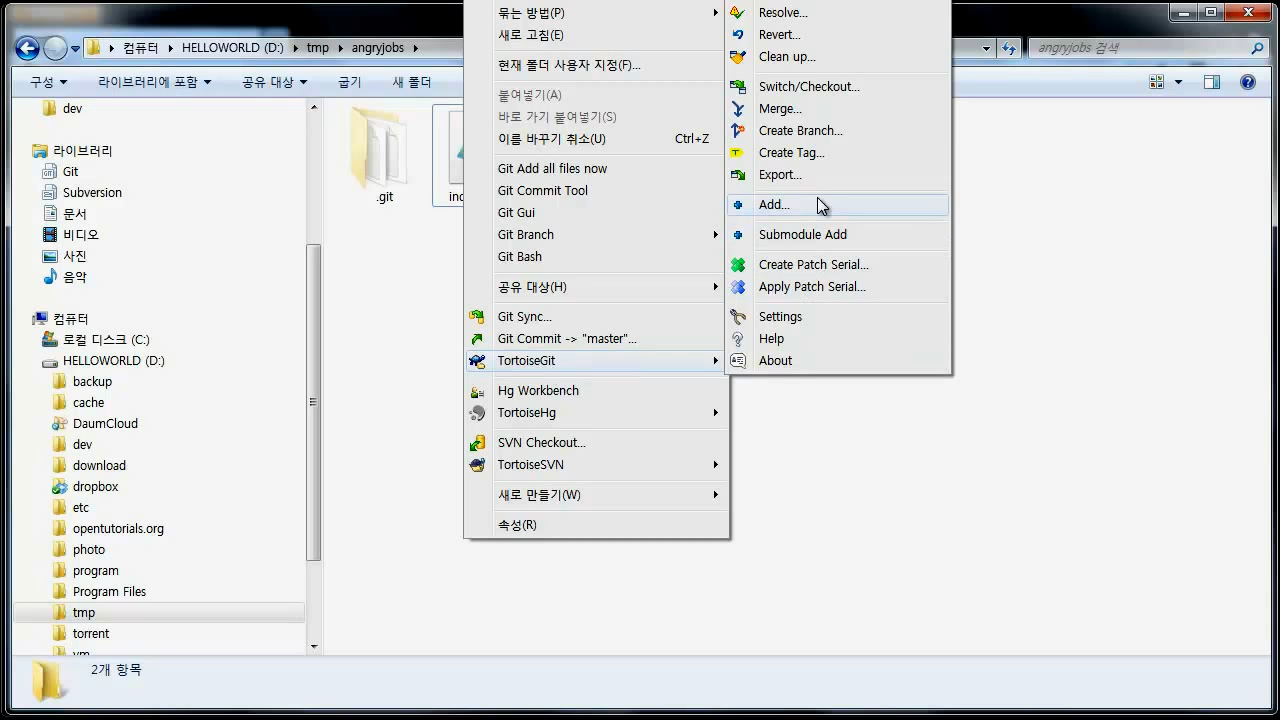 컴퓨터 HELLOWORLD (D:) tmp angryjobs
angryjobs 검색
구성 라이브러리에 포함 공유 대상 굽기 새 폴더
dev
라이브러리
Git
Subversion
문서
비디오
사진
음악
컴퓨터
로컬 디스크 (C:)
HELLOWORLD (D:)
backup
cache
DaumCloud
dev
download
dropbox
etc
opentutorials.org
photo
program
Program Files
tmp
torrent
vm
.git
묶는 방법(P)
새로 고침(E)
현재 폴더 사용자 지정(F)...
붙여넣기(A)
바로 가기 붙여넣기(S)
이름 바꾸기 취소(U) Ctrl+Z
Git Add all files now
Git Commit Tool
Git Gui
Git Branch
Git Bash
공유 대상(H)
Git Sync...
Git Commit -> "master"...
TortoiseGit
Hg Workbench
TortoiseHg
SVN Checkout...
TortoiseSVN
새로 만들기(W)
속성(R)
Resolve...
Revert...
Clean up...
Switch/Checkout...
Merge...
Create Branch...
Create Tag...
Export...
Add...
Submodule Add
Create Patch Serial...
Apply Patch Serial...
Settings
Help
About
2개 항목